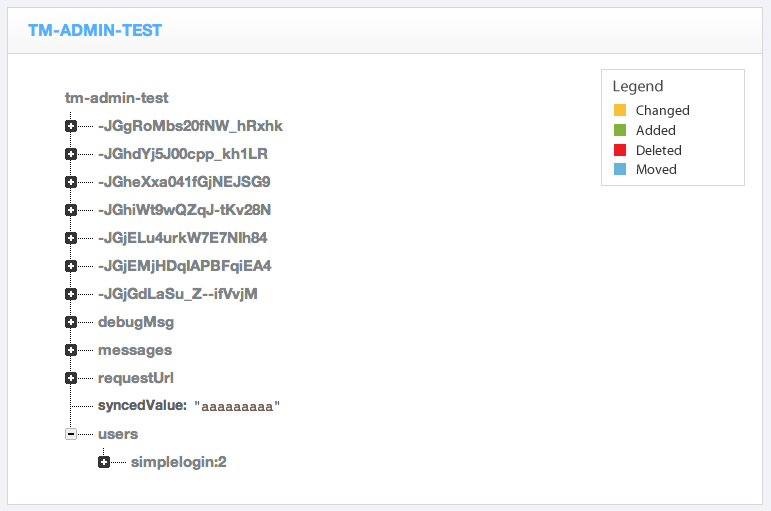 TM-ADMIN-TEST
tm-admin-test
-JGgRoMbs20fNW_hRxhk
-JGhdYj5J00cpp_kh1LR
-JGheXxa041fGjNEJSG9
-JGhiWt9wQZqJ-tKv28N
-JGjELu4urkW7E7NIh84
-JGjEMjHDqIAPBFqiEA4
-JGjGdLaSu_Z--ifVvjM
debugMsg
messages
requestUrl
syncedValue: "aaaaaaaaa"
users
simplelogin:2
Legend
Changed
Added
Deleted
Moved